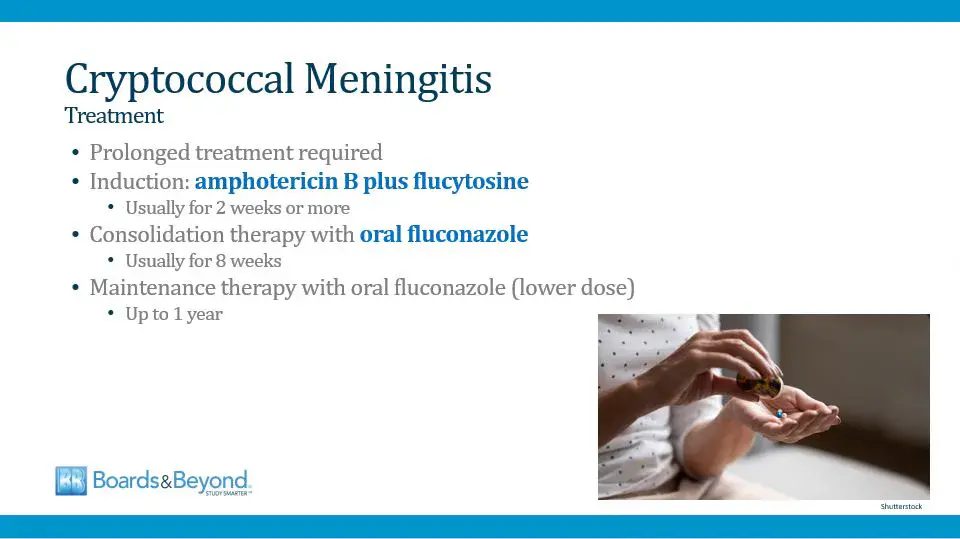 Cryptococcal Meningitis
Treatment
• Prolonged treatment required
• Induction: amphotericin B plus flucytosine
• Usually for 2 weeks or more
• Consolidation therapy with oral fluconazole
• Usually for 8 weeks
• Maintenance therapy with oral fluconazole (lower dose)
• Up to 1 year
BB Boards&Beyond.
STUDY SMARTER
Shutterstock